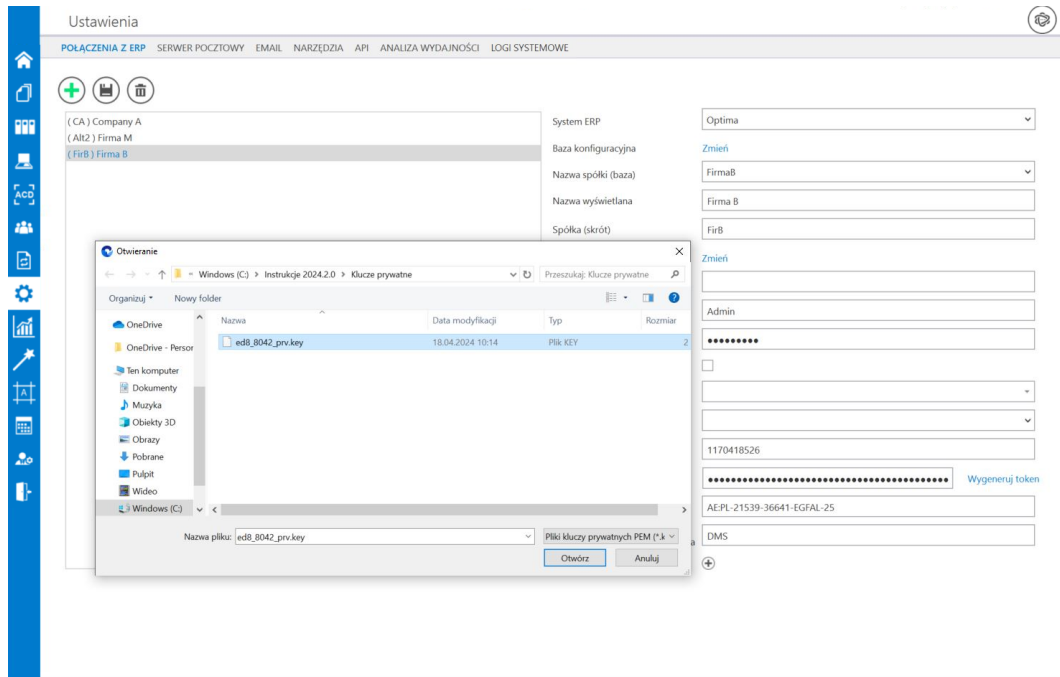 Ustawienia
POŁĄCZENIA Z ERP SERWER POCZTOWY EMAIL NARZĘDZIA API ANALIZA WYDAJNOŚCI LOGI SYSTEMOWE
( CA ) Company A
( Alt2 ) Firma M
( FirB ) Firma B
System ERP Optima
Baza konfiguracyjna Zmień
Nazwa spółki (baza) FirmaB
Nazwa wyświetlana Firma B
Spółka (skrót) FirB
Zmień
Admin
•••••••••
1170418526
Wygeneruj token
AE:PL-21539-36641-EGFAL-25
a DMS
ACD
A
Otwieranie
« Windows (C:) > Instrukcje 2024.2.0 > Klucze prywatne Przeszukaj: Klucze prywatne
Organizuj Nowy folder
Nazwa Data modyfikacji Typ Rozmiar
ed8_8042_prv.key 18.04.2024 10:14 Plik KEY 2
OneDrive
OneDrive - Person
Ten komputer
Dokumenty
Muzyka
Obiekty 3D
Obrazy
Pobrane
Pulpit
Wideo
Windows (C:)
Nazwa pliku: ed8_8042_prv.key Pliki kluczy prywatnych PEM (*.k
Otwórz Anuluj